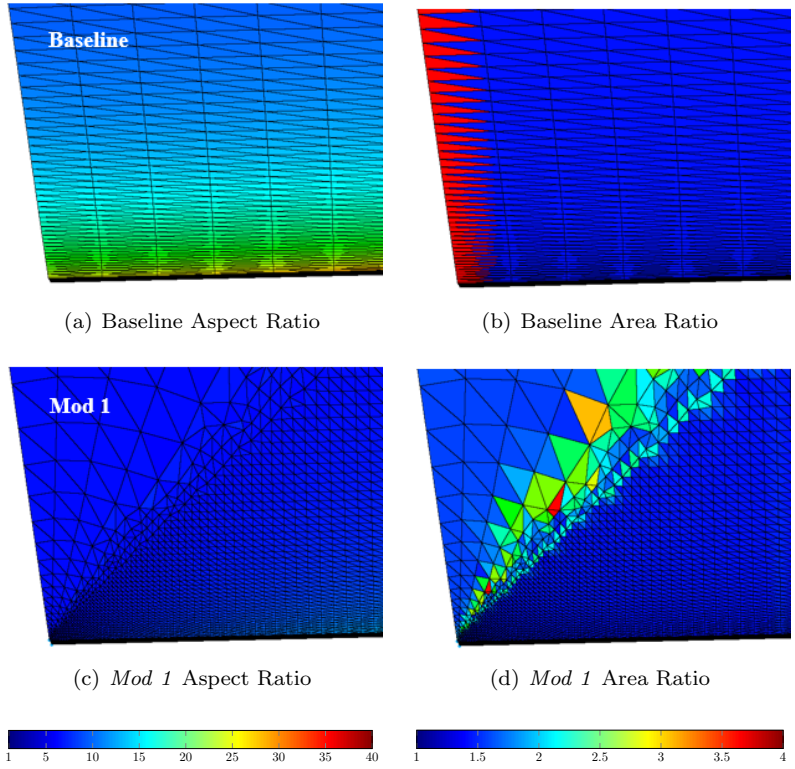 Baseline
(a) Baseline Aspect Ratio
(b) Baseline Area Ratio
Mod 1
(c) Mod 1 Aspect Ratio
(d) Mod 1 Area Ratio
1 5 10 15 20 25 30 35 40
1 1.5 2 2.5 3 3.5 4